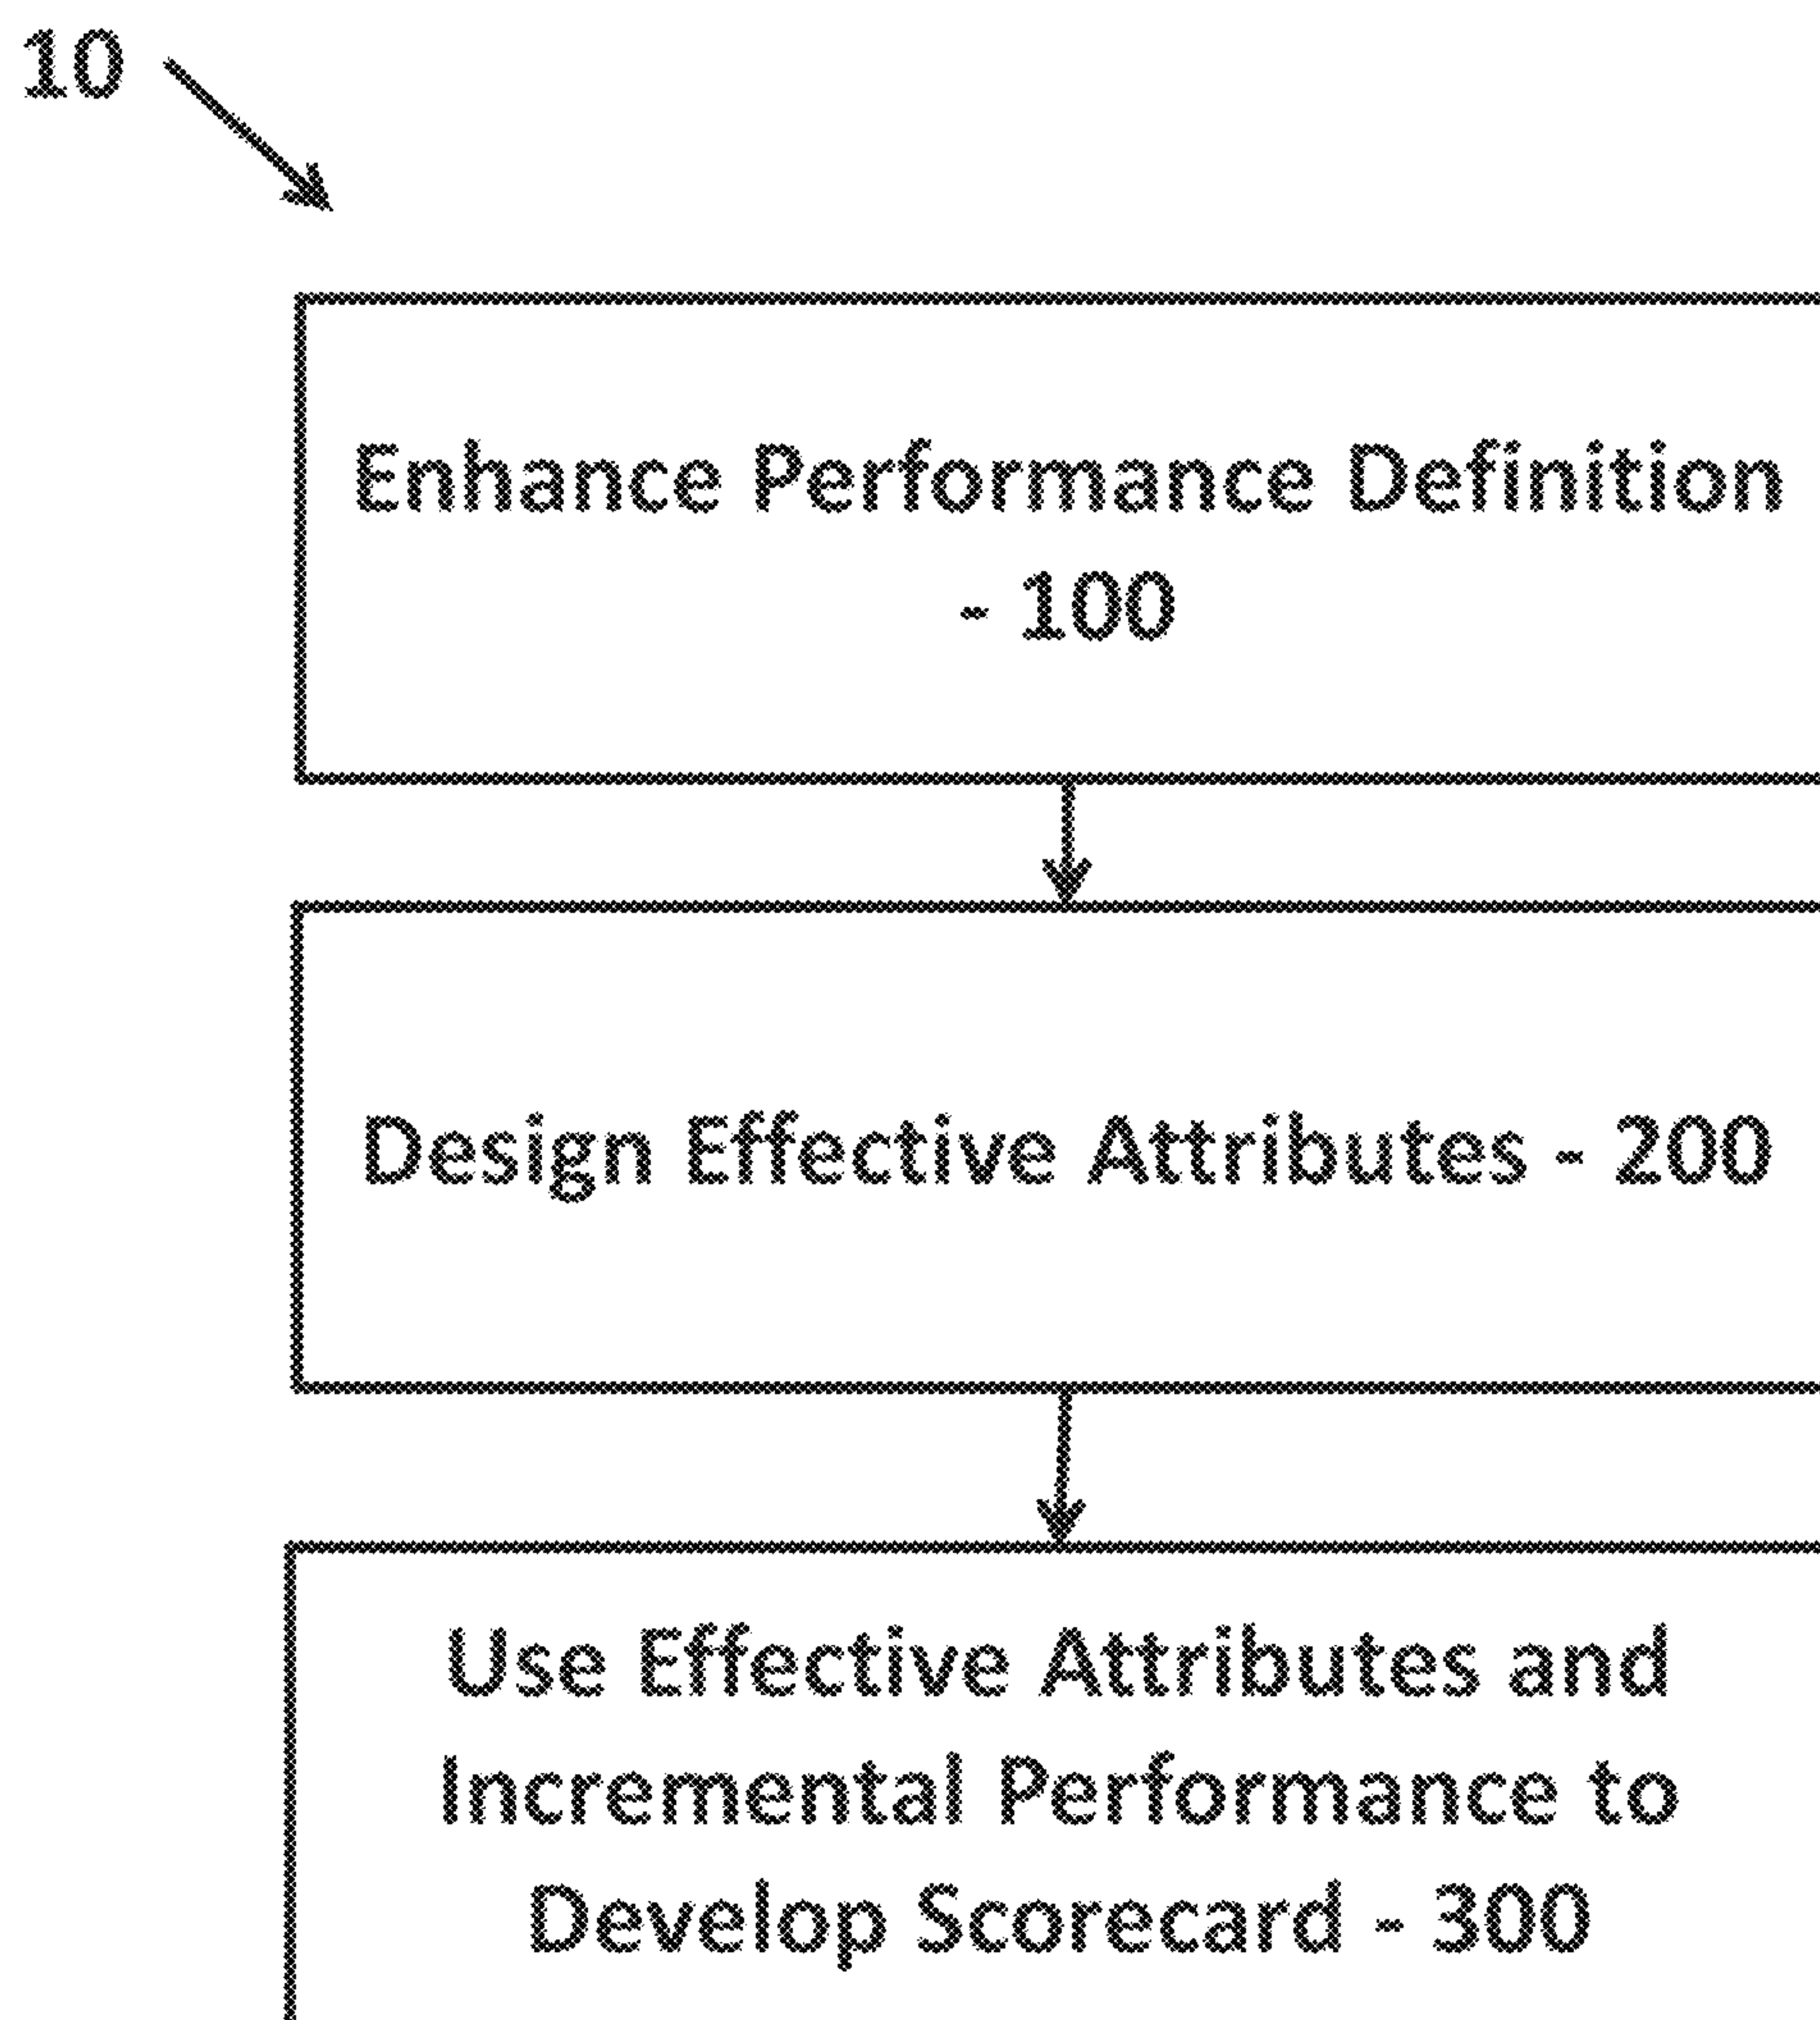 10
Enhance Performance Definition
- 100
Design Effective Attributes - 200
Use Effective Attributes and
Incremental Performance to
Develop Scorecard - 300